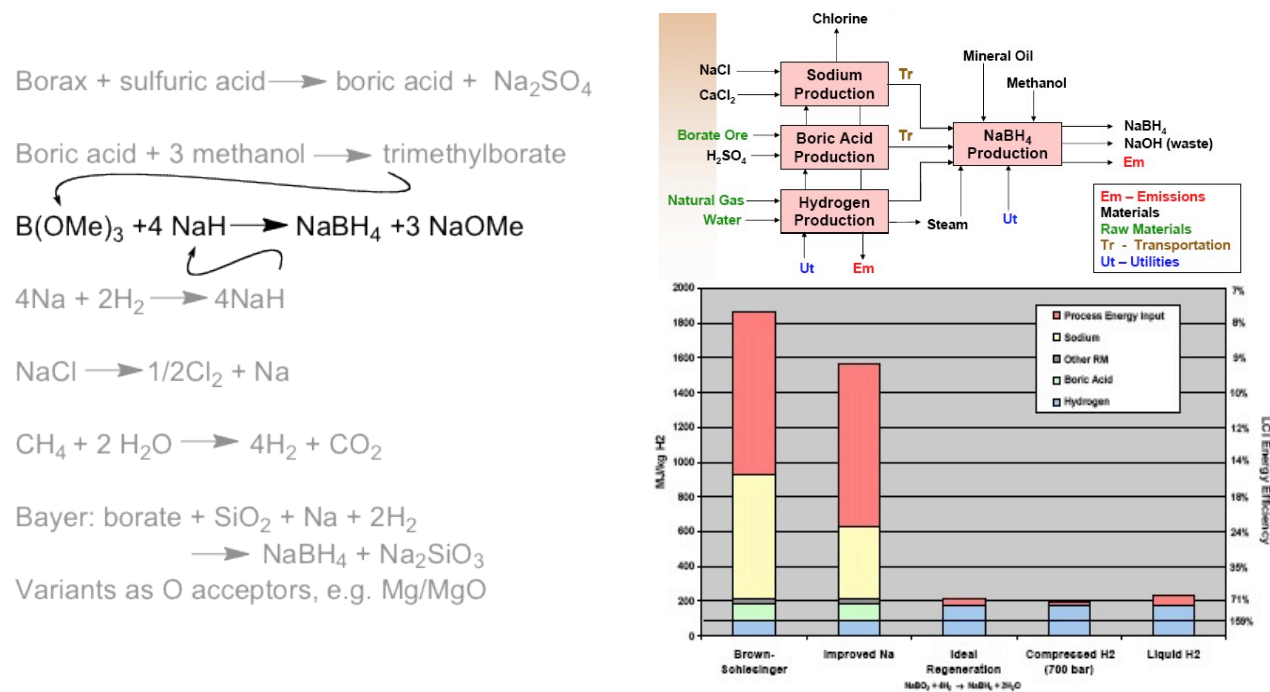 Borax + sulfuric acid ⟶ boric acid + Na₂SO₄
Boric acid + 3 methanol ⟶ trimethylborate
B(OMe)₃ +4 NaH ⟶ NaBH₄ +3 NaOMe
4Na + 2H₂ ⟶ 4NaH
NaCl ⟶ 1/2Cl₂ + Na
CH₄ + 2 H₂O ⟶ 4H₂ + CO₂
Bayer: borate + SiO₂ + Na + 2H₂
⟶ NaBH₄ + Na₂SiO₃
Variants as O acceptors, e.g. Mg/MgO
Chlorine
NaCl
CaCl₂
Sodium
Production
Tr
Mineral Oil
Methanol
Borate Ore
H₂SO₄
Boric Acid
Production
Tr
NaBH₄
Production
NaBH₄
NaOH (waste)
Em
Natural Gas
Water
Hydrogen
Production
Steam
Ut
Ut
Em
Em – Emissions
Materials
Raw Materials
Tr - Transportation
Ut – Utilities
MJ/kg H2
2000
1800
1600
1400
1200
1000
800
600
400
200
0
Process Energy Input
Sodium
Other RM
Boric Acid
Hydrogen
7%
8%
9%
10%
12%
14%
18%
24%
35%
71%
159%
LCI Energy Efficiency
Brown-
Schlesinger
Improved Na
Ideal
Regeneration
NaBO₂ + 4H₂ → NaBH₄ + 2H₂O
Compressed H2
(700 bar)
Liquid H2